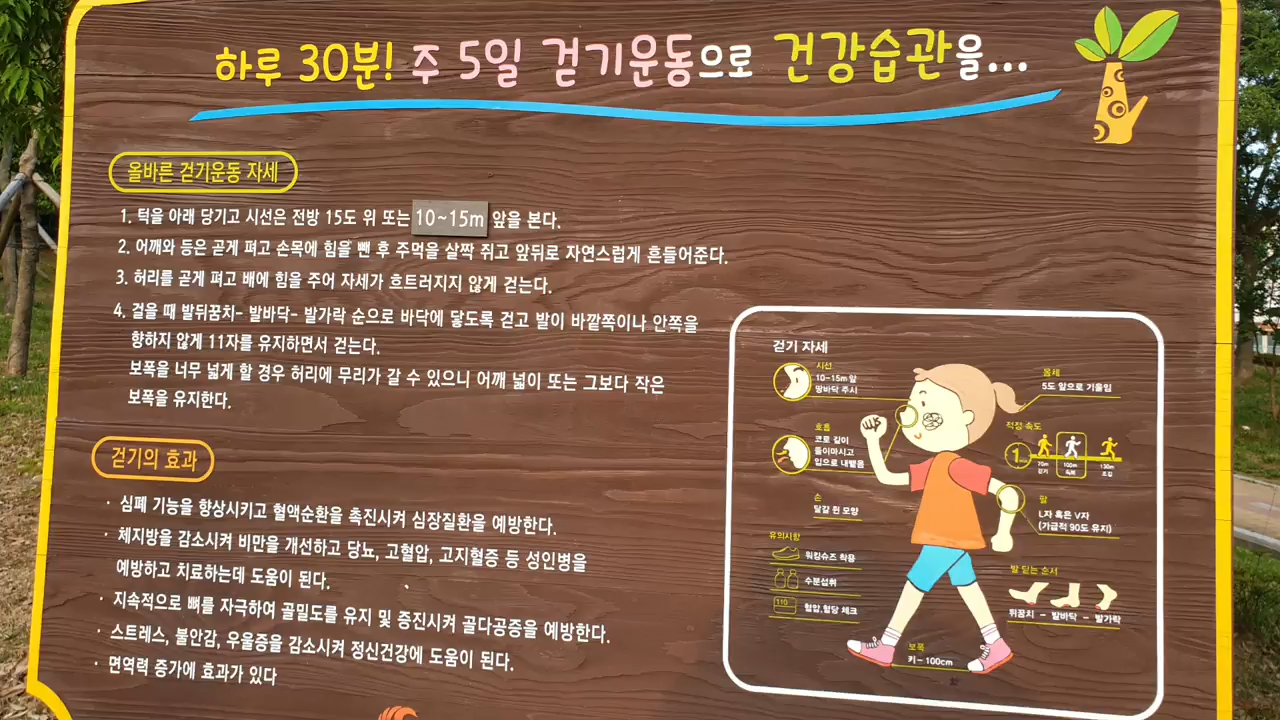 하루 30분! 주 5일 걷기운동으로 건강습관을...
올바른 걷기운동 자세
1. 턱을 아래 당기고 시선은 전방 15도 위 또는 10~15m 앞을 본다.
2. 어깨와 등은 곧게 펴고 손목에 힘을 뺀 후 주먹을 살짝 쥐고 앞뒤로 자연스럽게 흔들어준다.
3. 허리를 곧게 펴고 배에 힘을 주어 자세가 흐트러지지 않게 걷는다.
4. 걸을 때 발뒤꿈치- 발바닥- 발가락 순으로 바닥에 닿도록 걷고 발이 바깥쪽이나 안쪽을
향하지 않게 11자를 유지하면서 걷는다.
보폭을 너무 넓게 할 경우 허리에 무리가 갈 수 있으니 어깨 넓이 또는 그보다 작은
보폭을 유지한다.
걷기의 효과
· 심폐 기능을 향상시키고 혈액순환을 촉진시켜 심장질환을 예방한다.
· 체지방을 감소시켜 비만을 개선하고 당뇨, 고혈압, 고지혈증 등 성인병을
예방하고 치료하는데 도움이 된다.
· 지속적으로 뼈를 자극하여 골밀도를 유지 및 증진시켜 골다공증을 예방한다.
· 스트레스, 불안감, 우울증을 감소시켜 정신건강에 도움이 된다.
· 면역력 증가에 효과가 있다
걷기 자세
시선
10~15m 앞
땅바닥 주시
호흡
코로 깊이
들이마시고
입으로 내뱉음
손
달걀 쥔 모양
유의사항
워킹슈즈 착용
수분섭취
110
혈압,혈당 체크
몸체
5도 앞으로 기울임
적정 속도
1
70m
걷기
100m
속보
130m
조깅
팔
L자 혹은 V자
(가급적 90도 유지)
발 딛는 순서
뒤꿈치 - 발바닥 - 발가락
보폭
키-100cm